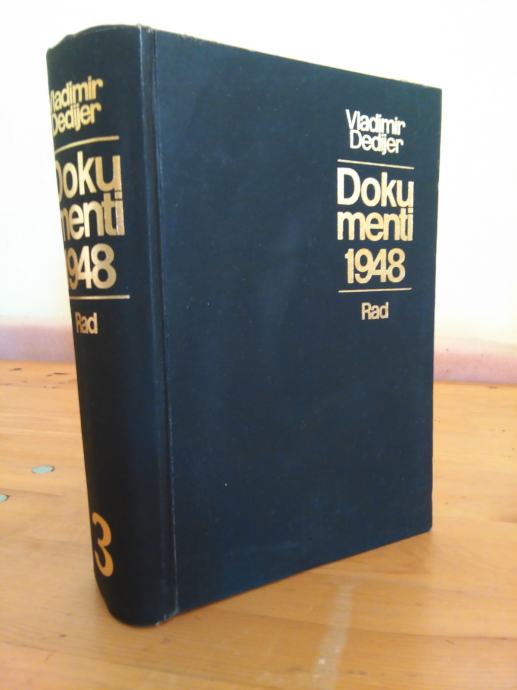 Vladimir
Dedijer
Doku
menti
1948
Rad
3
Vladimir
Dedijer
Doku
menti
1948
Rad